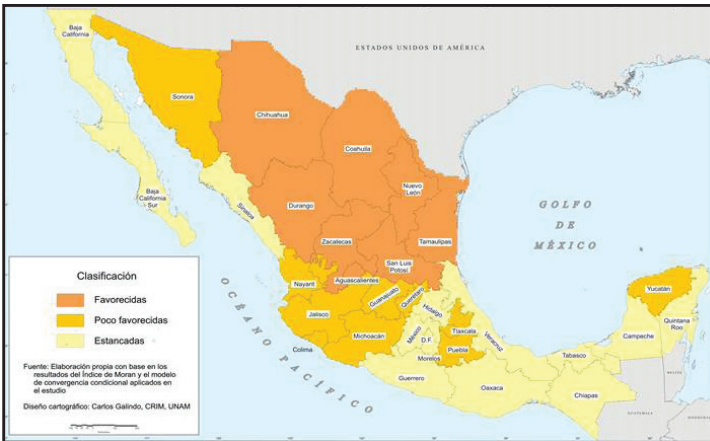 ESTADOS UNIDOS DE AMÉRICA
Baja
California
Sonora
Chihuahua
Coahuila
Nuevo
León
Baja
California
Sur
Sinaloa
Durango
Zacatecas
Tamaulipas
San Luis
Potosí
GOLFO
DE
MÉXICO
Nayarit
Aguascalientes
Guanajuato
Querétaro
Hidalgo
Jalisco
Michoacán
México
D.F.
Tlaxcala
Veracruz
Colima
Morelos
Puebla
Guerrero
Oaxaca
Tabasco
Chiapas
Campeche
Yucatán
Quintana
Roo
GUATEMALA
OCÉANO PACÍFICO
Clasificación
Favorecidas
Poco favorecidas
Estancadas
Fuente: Elaboración propia con base en los
resultados del Índice de Moran y el modelo
de convergencia condicional aplicados en
el estudio
Diseño cartográfico: Carlos Galindo, CRIM, UNAM